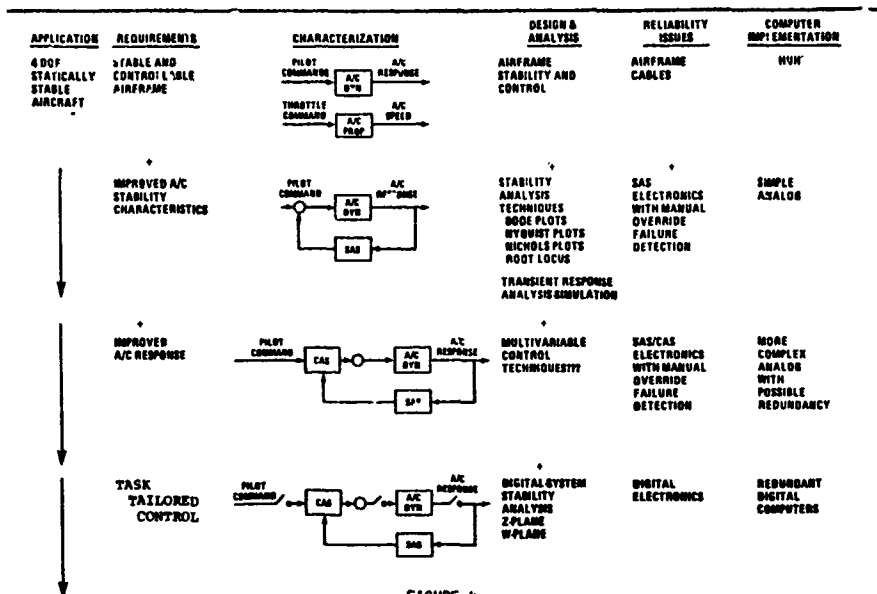 APPLICATION
REQUIREMENTS
CHARACTERIZATION
DESIGN &
ANALYSIS
RELIABILITY
ISSUES
COMPUTER
IMPLEMENTATION
4 DOF
STATICALLY
STABLE
AIRCRAFT
STABLE AND
CONTROLLABLE
AIRFRAME
PILOT
COMMANDS
A/C
DYN
A/C
RESPONSE
THROTTLE
COMMAND
A/C
PROP
A/C
SPEED
AIRFRAME
STABILITY AND
CONTROL
AIRFRAME
CABLES
+
IMPROVED A/C
STABILITY
CHARACTERISTICS
PILOT
COMMAND
A/C
DYN
A/C
RESPONSE
SAS
+
STABILITY
ANALYSIS
TECHNIQUES
BODE PLOTS
NYQUIST PLOTS
NICHOLS PLOTS
ROOT LOCUS
TRANSIENT RESPONSE
ANALYSIS SIMULATION
+
SAS
ELECTRONICS
WITH MANUAL
OVERRIDE
FAILURE
DETECTION
SIMPLE
ANALOG
+
IMPROVED
A/C RESPONSE
PILOT
COMMAND
CAS
A/C
DYN
A/C
RESPONSE
+
MULTIVARIABLE
CONTROL
TECHNIQUES???
SAS/CAS
ELECTRONICS
WITH MANUAL
OVERRIDE
FAILURE
DETECTION
MORE
COMPLEX
ANALOG
WITH
POSSIBLE
REDUNDANCY
TASK
TAILORED
CONTROL
PILOT
COMMAND
CAS
A/C
DYN
A/C
RESPONSE
SAS
+
DIGITAL-SYSTEM
STABILITY
ANALYSIS
Z-PLANE
W-PLANE
DIGITAL
ELECTRONICS
REDUNDANT
DIGITAL
COMPUTERS